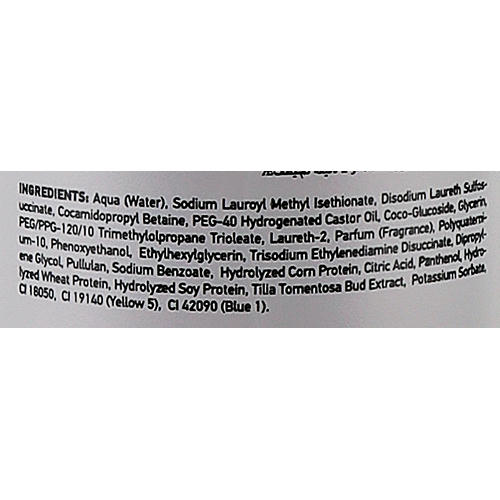 INGREDIENTS: Aqua (Water), Sodium Lauroyl Methyl Isethionate, Disodium Laureth Sulfos-
uccinate, Cocamidopropyl Betaine, PEG-40 Hydrogenated Castor Oil, Coco-Glucoside, Glycerin,
PEG/PPG-120/10 Trimethylolpropane Trioleate, Laureth-2, Parfum (Fragrance), Polyquaterni-
um-10, Phenoxyethanol, Ethylhexylglycerin, Trisodium Ethylenediamine Disuccinate, Dipropyl-
ene Glycol, Pullulan, Sodium Benzoate, Hydrolyzed Corn Protein, Citric Acid, Panthenol, Hydro-
lyzed Wheat Protein, Hydrolyzed Soy Protein, Tilla Tomentosa Bud Extract, Potassium Sorbate,
CI 18050, CI 19140 (Yellow 5), CI 42090 (Blue 1).